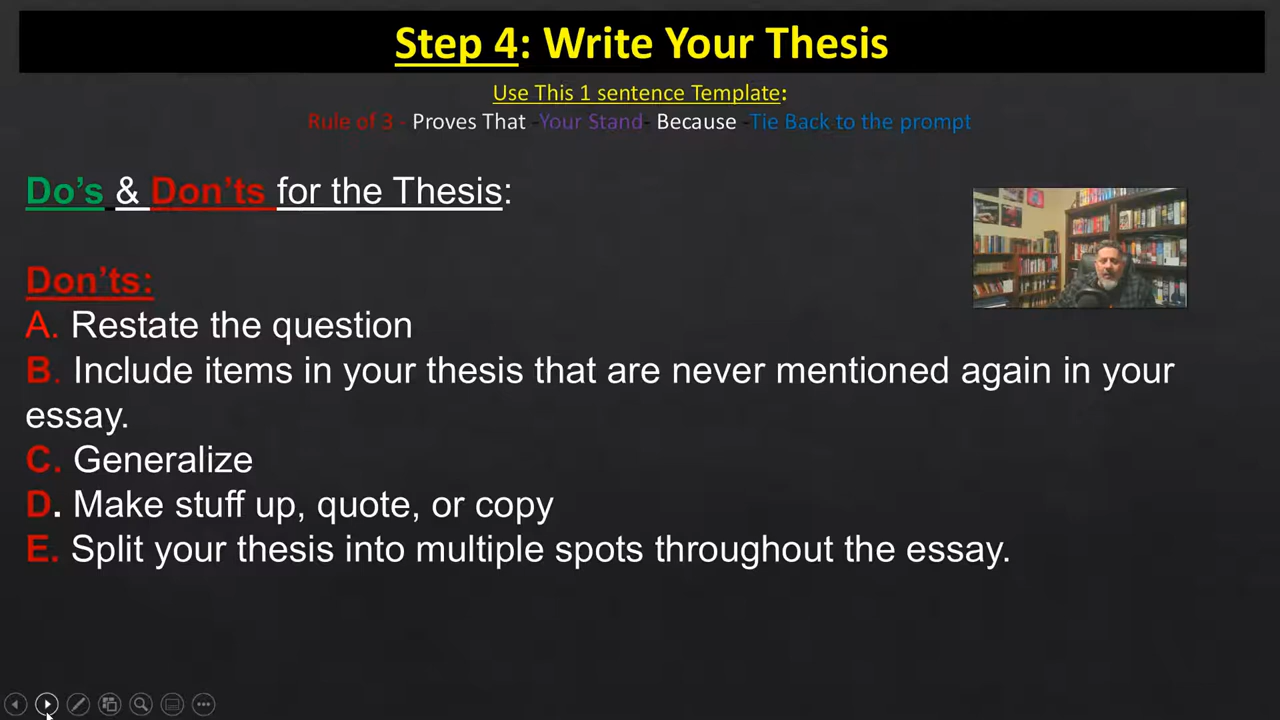 Step 4: Write Your Thesis
Use This 1 sentence Template:
Rule of 3 - Proves That -Your Stand- Because -Tie Back to the prompt
Do’s & Don’ts for the Thesis:
Don’ts:
A. Restate the question
B. Include items in your thesis that are never mentioned again in your
essay.
C. Generalize
D. Make stuff up, quote, or copy
E. Split your thesis into multiple spots throughout the essay.